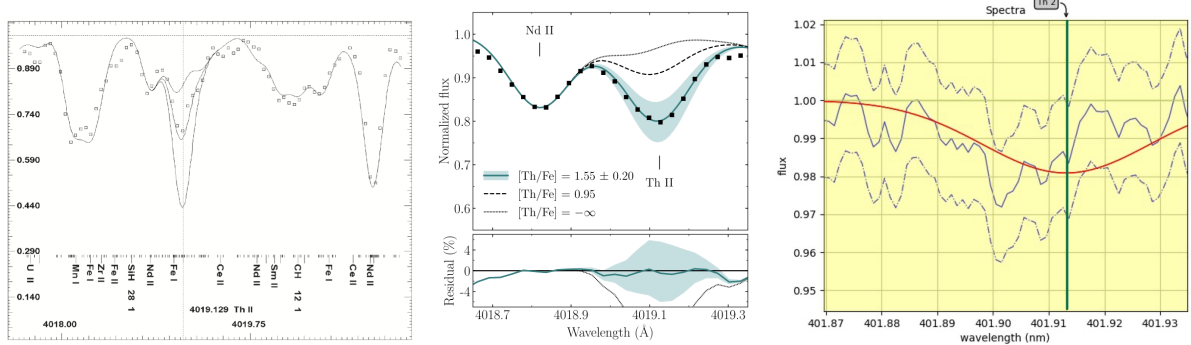 0.890
0.740
0.590
0.440
0.290
0.140
U II
Mn I
Fe I
Zr II
Fe II
SiH 28 1
Nd II
Fe I
Ce II
Nd II
Sm II
CH 12 1
Fe I
Ce II
Nd II
4019.129 Th II
4018.00
4019.75
Nd II
Th II
1.0
0.9
0.8
0.7
0.6
Normalized flux
[Th/Fe] = 1.55 ± 0.20
[Th/Fe] = 0.95
[Th/Fe] = −∞
4
0
-4
Residual (%)
4018.7 4018.9 4019.1 4019.3
Wavelength (Å)
Th 2
Spectra
1.02
1.01
1.00
0.99
0.98
0.97
0.96
0.95
flux
401.87 401.88 401.89 401.90 401.91 401.92 401.93
wavelength (nm)